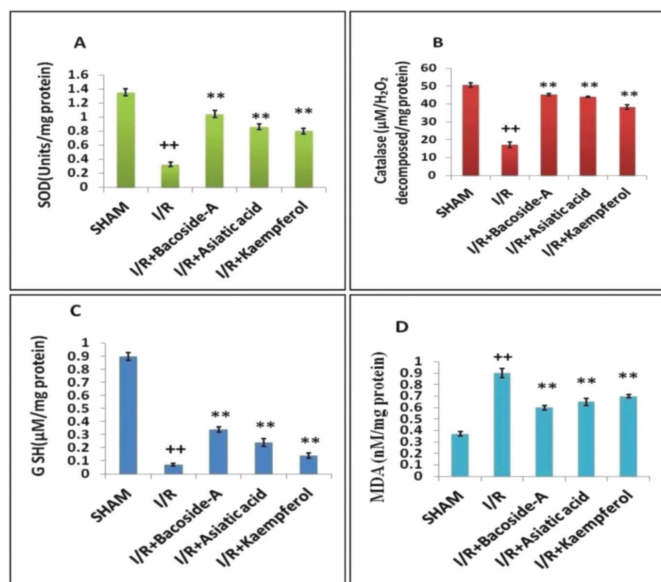 A
SOD(Units/mg protein)
1.6
1.4
1.2
1
0.8
0.6
0.4
0.2
0
++
**
**
**
SHAM
I/R
I/R+Bacoside-A
I/R+Asiatic acid
I/R+Kaempferol
B
Catalase (µM/H₂O₂
decomposed/mg protein)
60
50
40
30
20
10
0
++
**
**
**
SHAM
I/R
I/R+Bacoside-A
I/R+Asiatic acid
I/R+Kaempferol
C
G SH(µM/mg protein)
0.9
0.8
0.7
0.6
0.5
0.4
0.3
0.2
0.1
0
++
**
**
**
SHAM
I/R
I/R+Bacoside-A
I/R+Asiatic acid
I/R+Kaempferol
D
MDA (nM/mg protein)
1
0.9
0.8
0.7
0.6
0.5
0.4
0.3
0.2
0.1
++
**
**
**
SHAM
I/R
I/R+Bacoside-A
I/R+Asiatic acid
I/R+Kaempferol